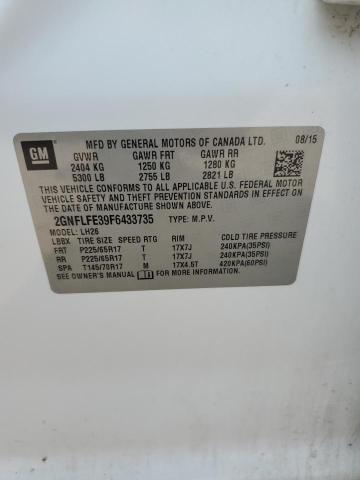 GM
MFD BY GENERAL MOTORS OF CANADA LTD. 08/15
GVWR GAWR FRT GAWR RR
2404 KG 1250 KG 1280 KG
5300 LB 2755 LB 2821 LB
THIS VEHICLE CONFORMS TO ALL APPLICABLE U.S. FEDERAL MOTOR
VEHICLE SAFETY AND THEFT PREVENTION STANDARDS IN EFFECT ON
THE DATE OF MANUFACTURE SHOWN ABOVE.
2GNFLFE39F6433735 TYPE: M.P.V.
MODEL: LH26
LBBX TIRE SIZE SPEED RTG RIM COLD TIRE PRESSURE
FRT P225/65R17 T 17X7J 240KPA(35PSI)
RR P225/65R17 T 17X7J 240KPA(35PSI)
SPA T145/70R17 M 17X4.5T 420KPA(60PSI)
SEE OWNER'S MANUAL FOR MORE INFORMATION.